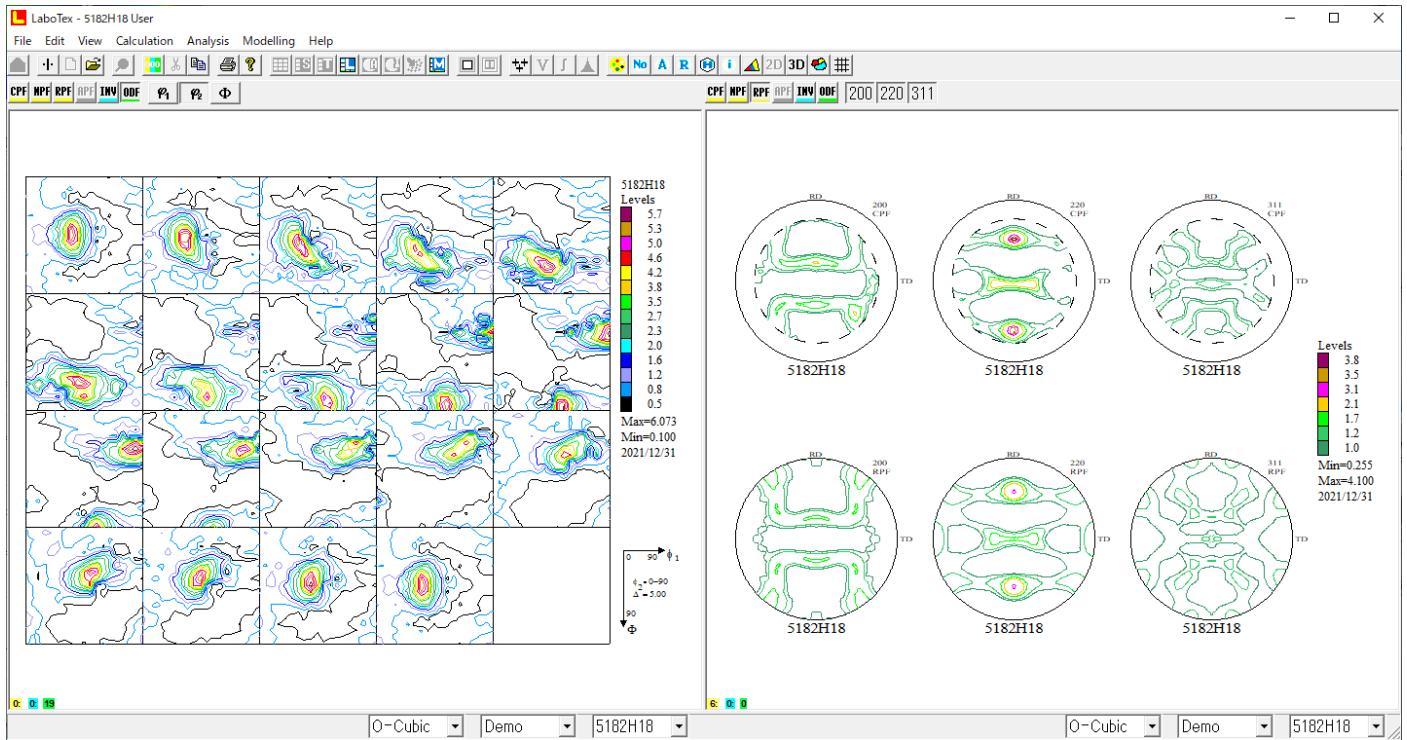 LaboTex - 5182H18 User
File Edit View Calculation Analysis Modelling Help
No A R i 2D 3D
CPF NPF RPF APF INV ODF φ1 φ2 Φ
CPF NPF RPF APF INV ODF 200 220 311
5182H18
Levels
5.7
5.3
5.0
4.6
4.2
3.8
3.5
2.7
2.3
2.0
1.6
1.2
0.8
0.5
Max=6.073
Min=0.100
2021/12/31
0 90 ϕ1
ϕ2=0-90
Δ=5.00
90
Φ
RD
200
CPF
RD
220
CPF
RD
311
CPF
TD
TD
TD
5182H18
5182H18
5182H18
Levels
3.8
3.5
3.1
2.1
1.7
1.2
1.0
Min=0.255
Max=4.100
2021/12/31
RD
200
RPF
RD
220
RPF
RD
311
RPF
TD
TD
TD
5182H18
5182H18
5182H18
0: 0: 19
6: 0: 0
O-Cubic Demo 5182H18
O-Cubic Demo 5182H18